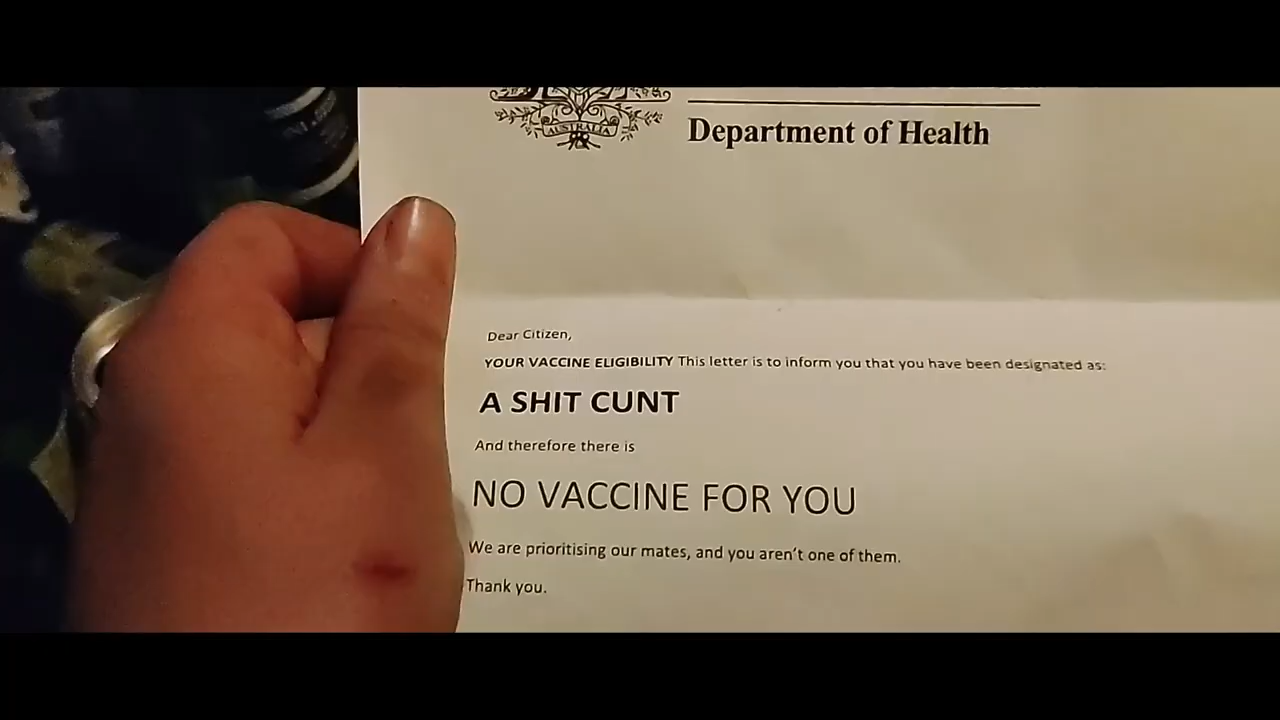 AUSTRALIA
Department of Health
Dear Citizen,
YOUR VACCINE ELIGIBILITY This letter is to inform you that you have been designated as:
A SHIT CUNT
And therefore there is
NO VACCINE FOR YOU
We are prioritising our mates, and you aren't one of them.
Thank you.